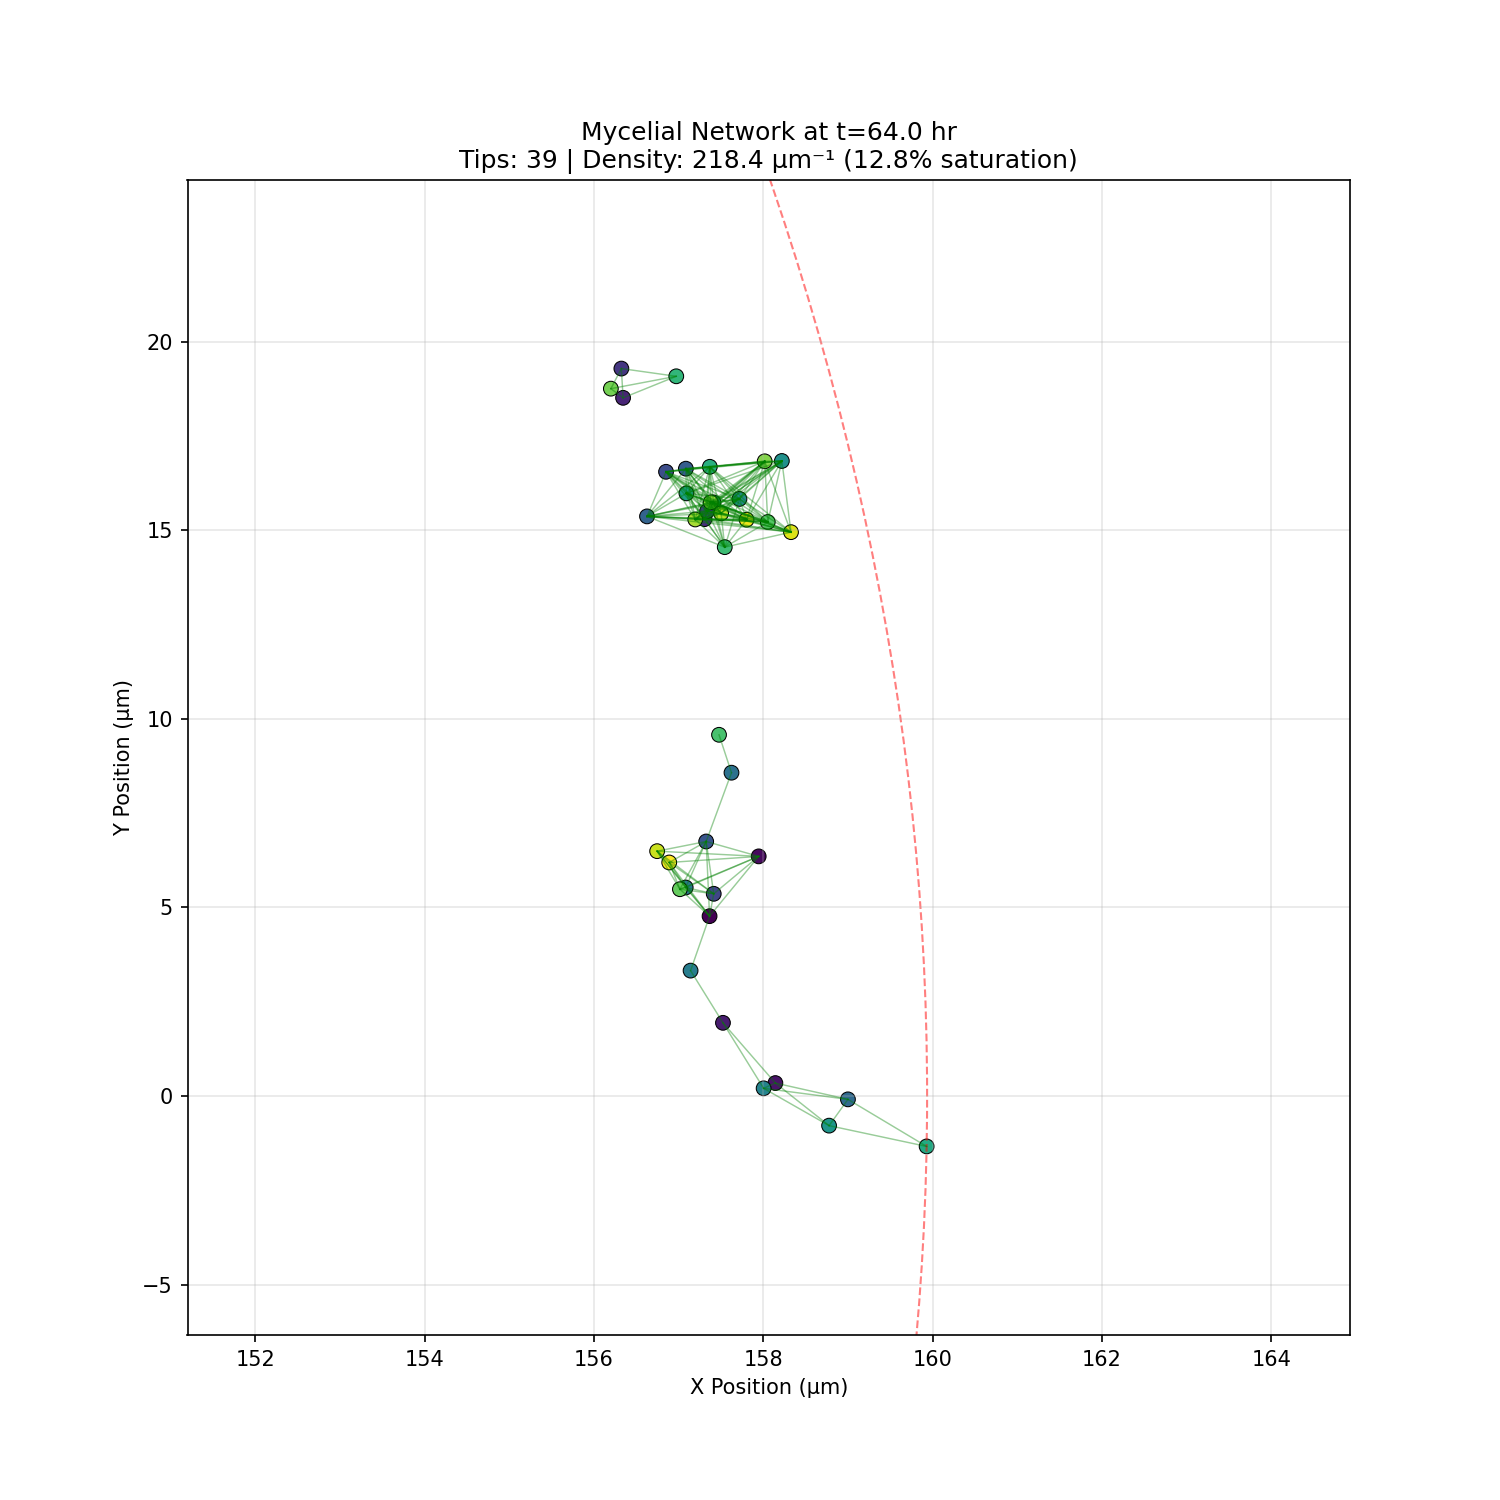 Mycelial Network at t=64.0 hr
Tips: 39 | Density: 218.4 μm⁻¹ (12.8% saturation)
20
15
10
5
0
−5
Y Position (μm)
152 154 156 158 160 162 164
X Position (μm)